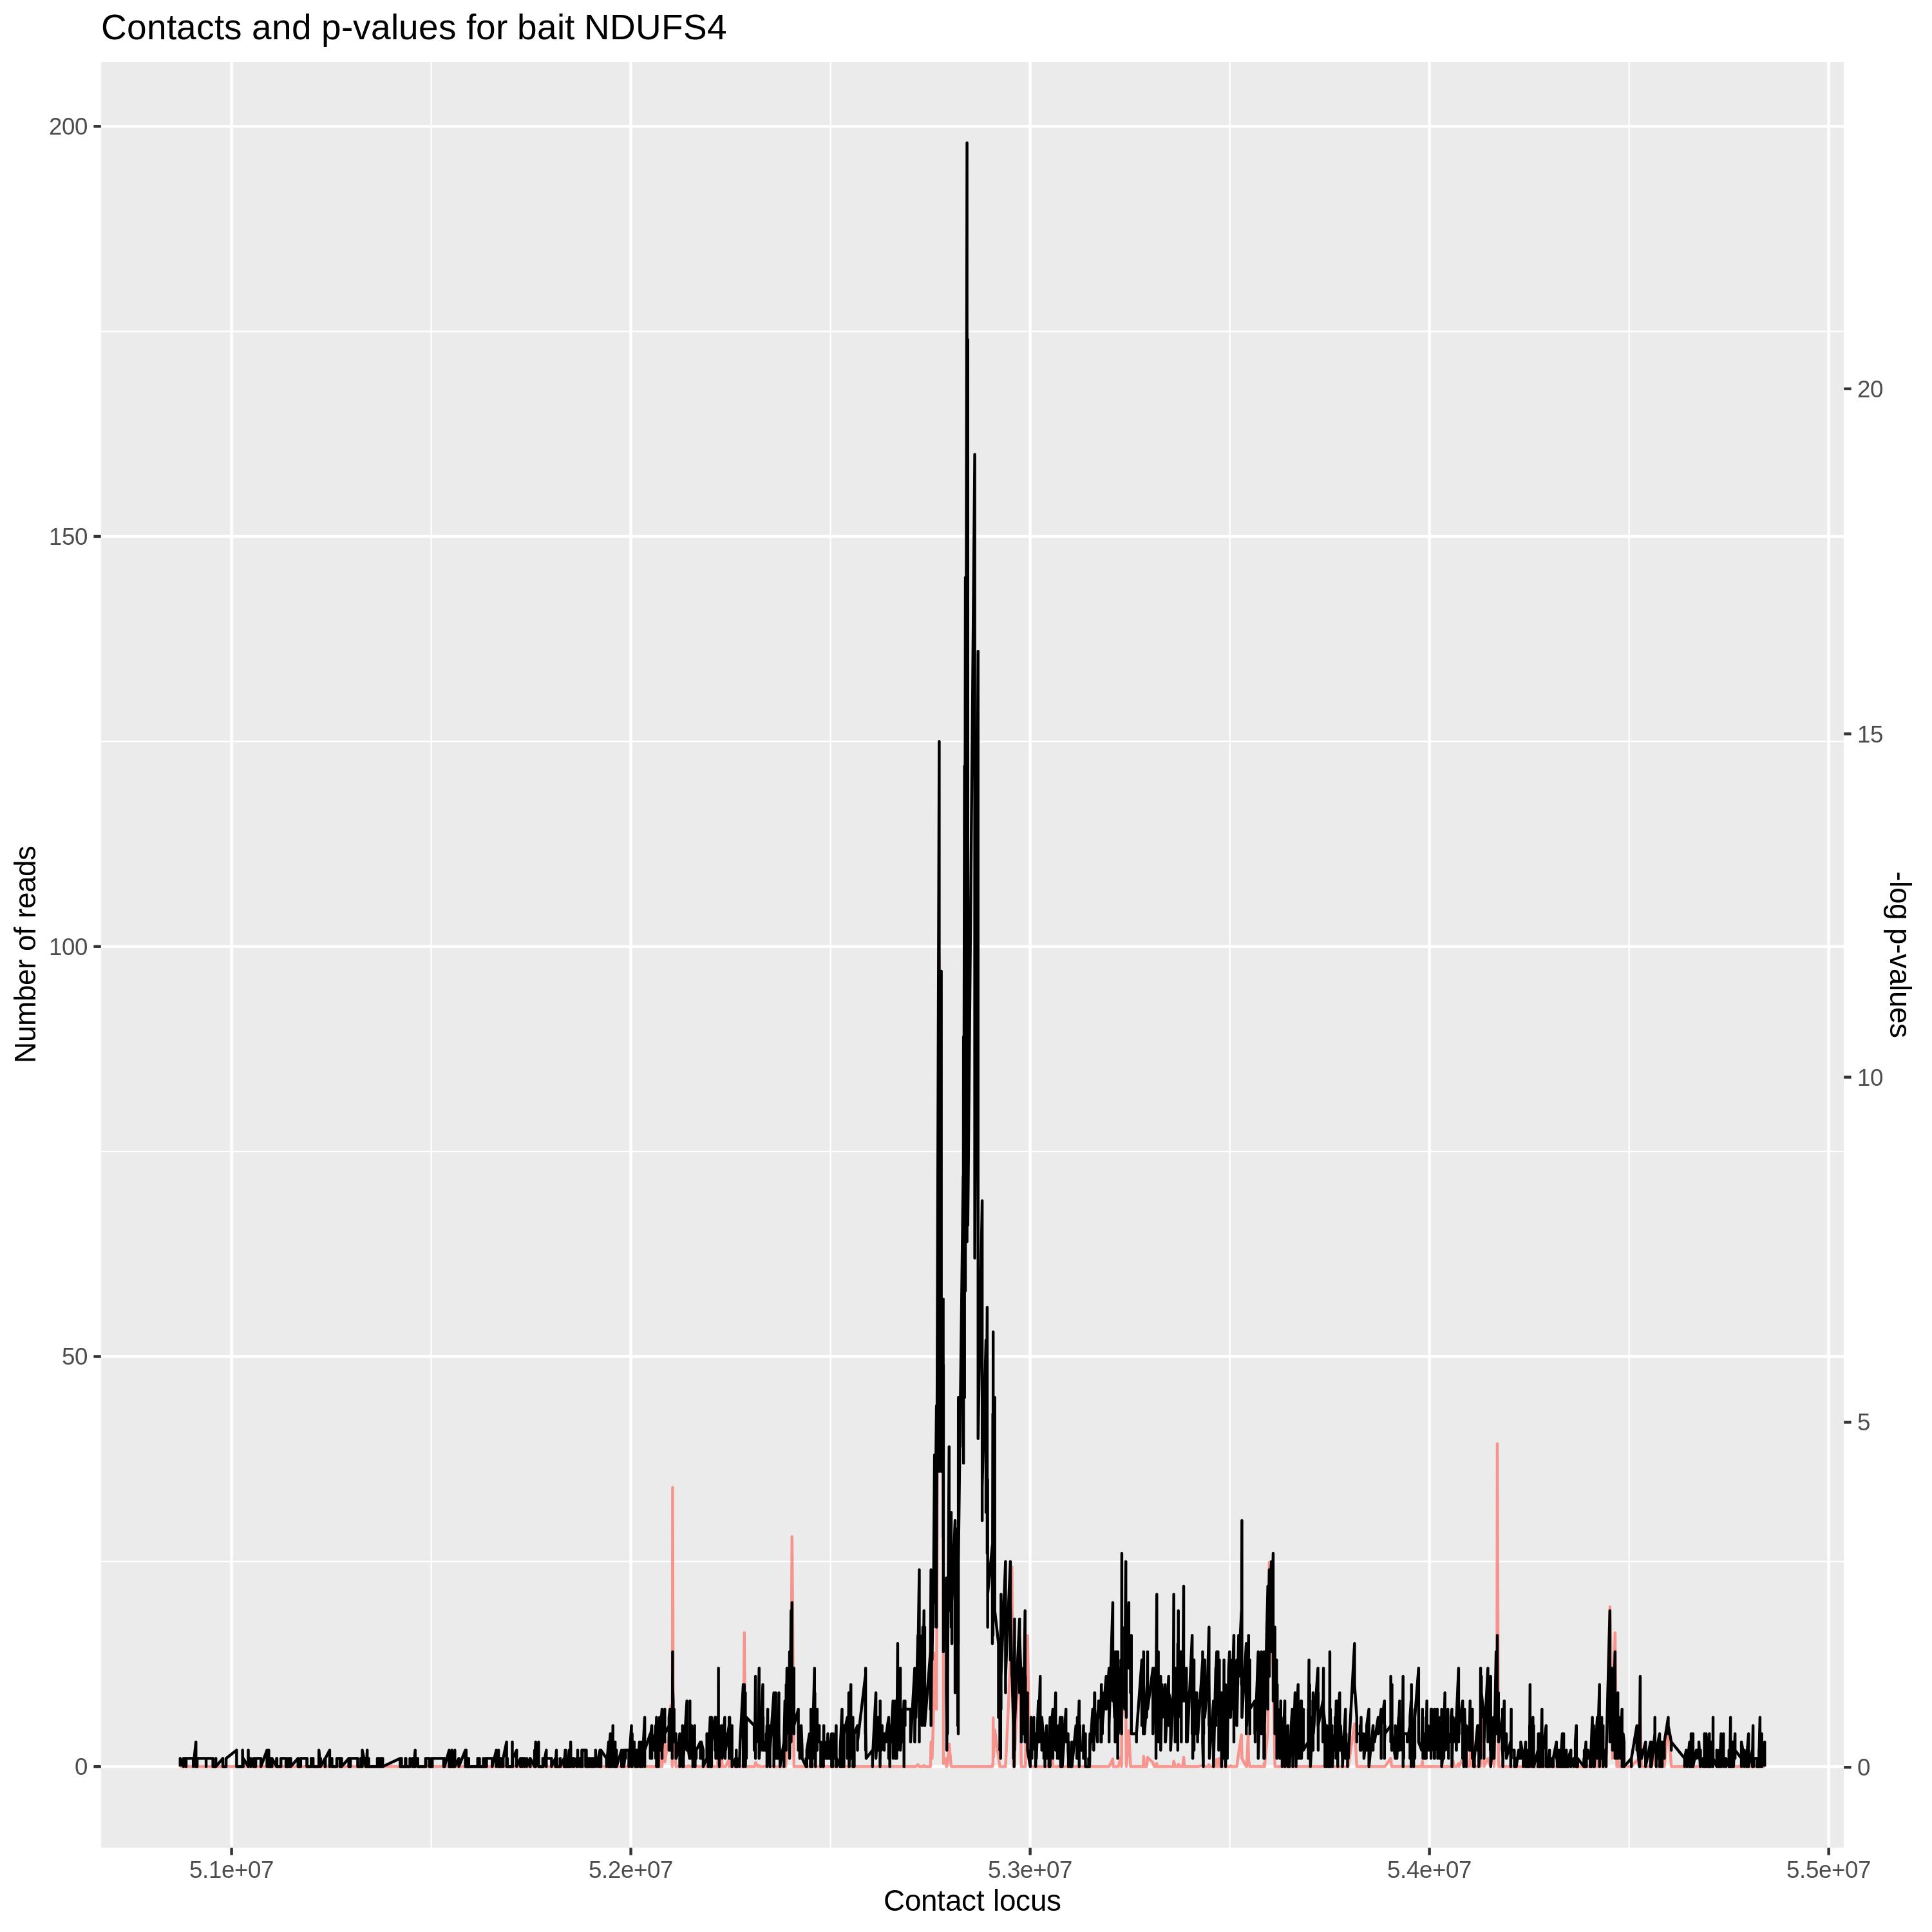 Contacts and p-values for bait NDUFS4
200
150
100
50
0
Number of reads
20
15
10
5
0
-log p-values
5.1e+07
5.2e+07
5.3e+07
5.4e+07
5.5e+07
Contact locus